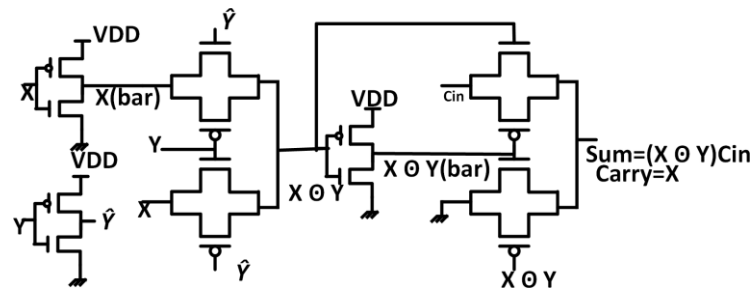 Ŷ
VDD
X
X(bar)
Cin
VDD
Y
VDD
Sum=(X ʘ Y)Cin
Carry=X
X ʘ Y
X ʘ Y(bar)
Y
Ŷ
X
Ŷ
X ʘ Y